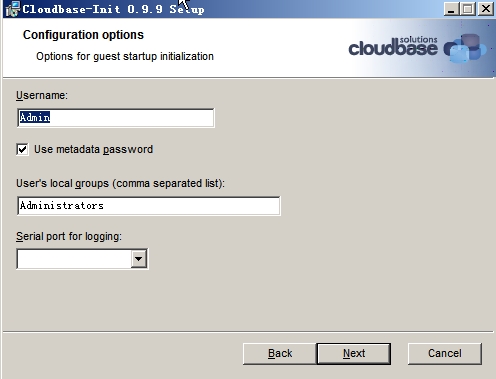 Cloudbase-Init 0.9.9 Setup
Configuration options
Options for guest startup initialization
solutions
cloudbase
Username:
Admin
Use metadata password
User's local groups (comma separated list):
Administrators
Serial port for logging:
Back
Next
Cancel